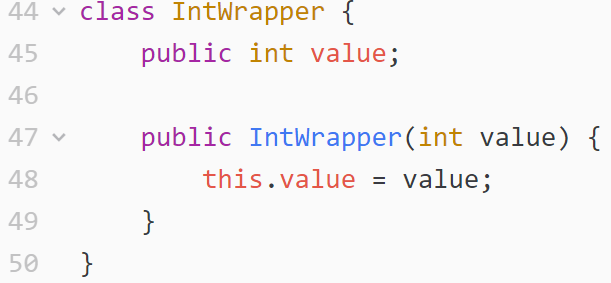 44 class IntWrapper {
45     public int value;
46
47     public IntWrapper(int value) {
48         this.value = value;
49     }
50 }